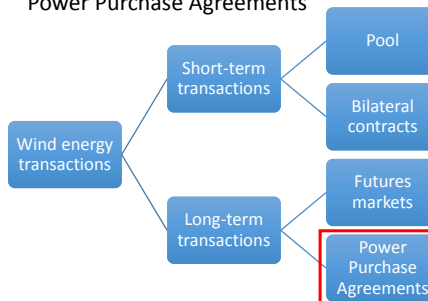 Power Purchase Agreements
Pool
Short-term
transactions
Bilateral
contracts
Wind energy
transactions
Futures
markets
Long-term
transactions
Power
Purchase
Agreements